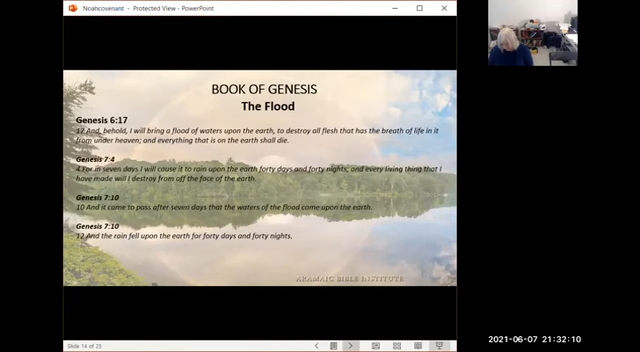 Noahcovenant - Protected View - PowerPoint
BOOK OF GENESIS
The Flood
Genesis 6:17
17 And, behold, I will bring a flood of waters upon the earth, to destroy all flesh that has the breath of life in it
from under heaven; and everything that is on the earth shall die.
Genesis 7:4
4 For in seven days I will cause it to rain upon the earth forty days and forty nights; and every living thing that I
have made will I destroy from off the face of the earth.
Genesis 7:10
10 And it came to pass after seven days that the waters of the flood came upon the earth.
Genesis 7:10
12 And the rain fell upon the earth for forty days and forty nights.
ARAMAIC BIBLE INSTITUTE
Slide 14 of 25
2021-06-07 21:32:10